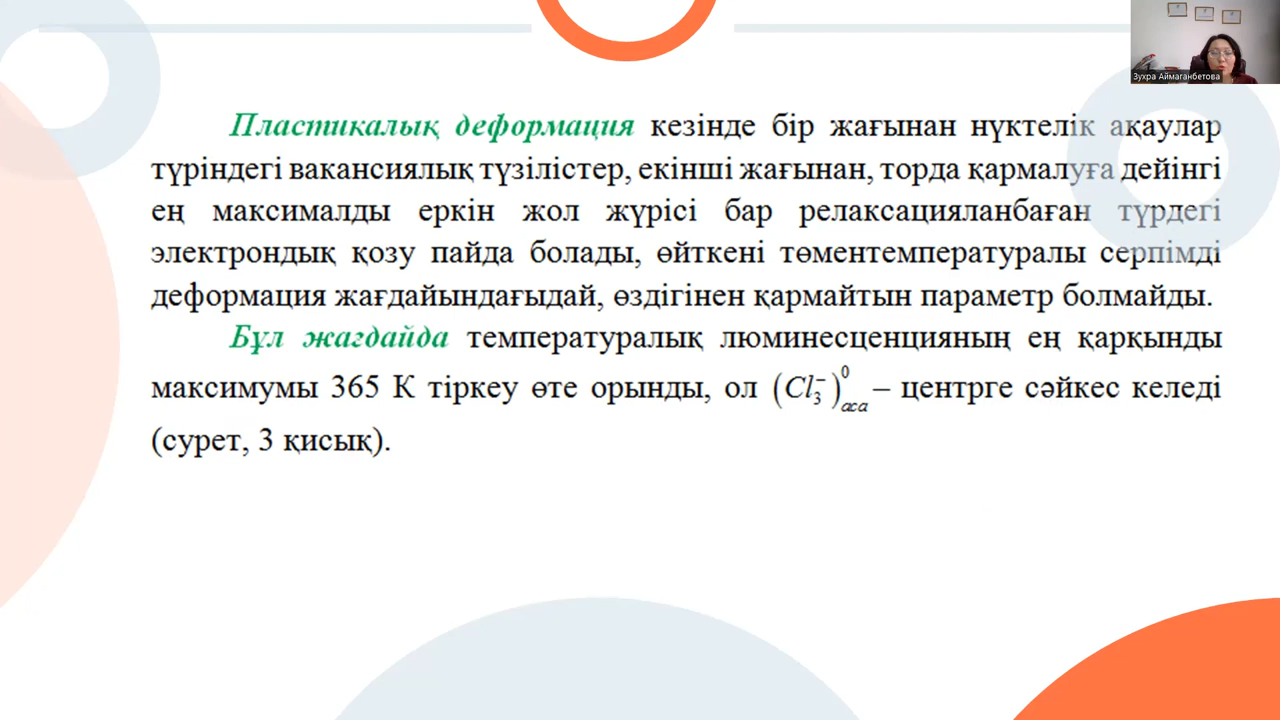 Зухра Аймаганбетова
Пластикалық деформация кезінде бір жағынан нүктелік ақаулар
түріндегі вакансиялық түзілістер, екінші жағынан, торда қармалуға дейінгі
ең максималды еркін жол жүрісі бар релаксацияланбаған түрдегі
электрондық қозу пайда болады, өйткені төментемпературалы серпімді
деформация жағдайындағыдай, өздігінен қармайтын параметр болмайды.
Бұл жағдайда температуралық люминесценцияның ең қарқынды
максимумы 365 К тіркеу өте орынды, ол (Cl₃⁻)⁰aca – центрге сәйкес келеді
(сурет, 3 қисық).